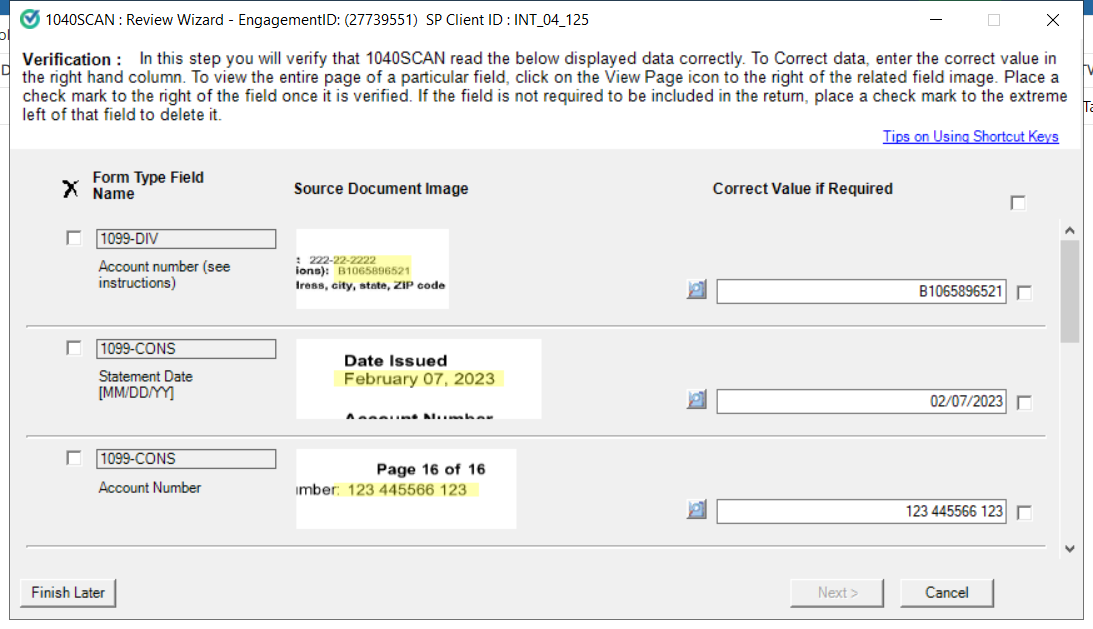 1040SCAN : Review Wizard - EngagementID: (27739551)  SP Client ID : INT_04_125
Verification :  In this step you will verify that 1040SCAN read the below displayed data correctly. To Correct data, enter the correct value in
the right hand column. To view the entire page of a particular field, click on the View Page icon to the right of the related field image. Place a
check mark to the right of the field once it is verified. If the field is not required to be included in the return, place a check mark to the extreme
left of that field to delete it.
Tips on Using Shortcut Keys
Form Type Field
Name
Source Document Image
Correct Value if Required
1099-DIV
Account number (see
instructions)
: 222-22-2222
ions): B1065896521
dress, city, state, ZIP code
B1065896521
1099-CONS
Statement Date
[MM/DD/YY]
Date Issued
February 07, 2023
Account Number
02/07/2023
1099-CONS
Account Number
Page 16 of 16
umber: 123 445566 123
123 445566 123
Finish Later
Next >
Cancel